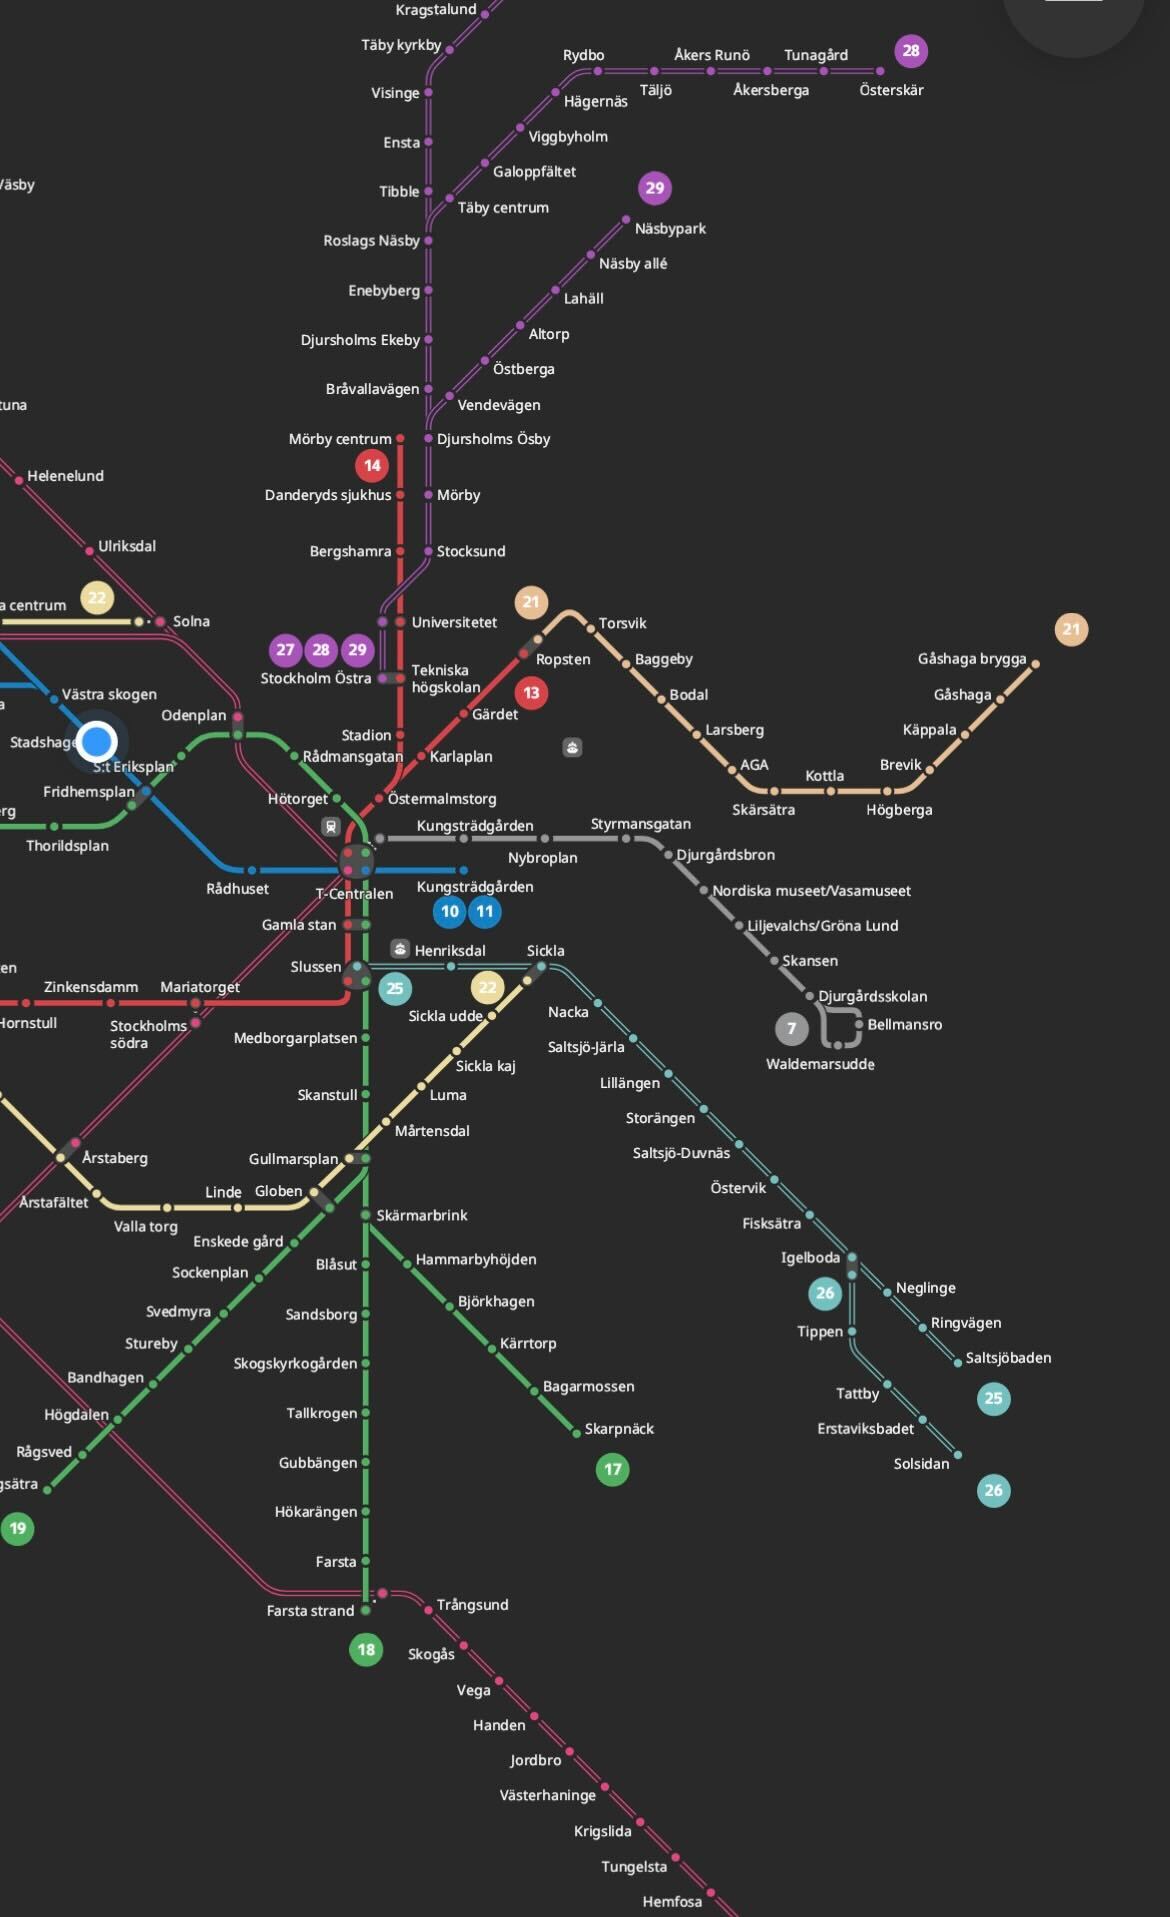 Kragstalund
Täby kyrkby
Visinge
Ensta
Tibble
Roslags Näsby
Enebyberg
Djursholms Ekeby
Bråvallavägen
Rydbo
Täljö
Åkers Runö
Åkersberga
Tunagård
Österskär
28
Hägernäs
Viggbyholm
Galoppfältet
Täby centrum
29
Näsbypark
Näsby allé
Lahäll
Altorp
Östberga
Vendevägen
Djursholms Ösby
Mörby
Stocksund
Mörby centrum
14
Danderyds sjukhus
Bergshamra
Universitetet
27
28
29
Stockholm Östra
Tekniska
högskolan
Stadion
Helenelund
Ulriksdal
22
a centrum
Solna
Västra skogen
Odenplan
S:t Eriksplan
Fridhemsplan
Thorildsplan
Rådmansgatan
Hötorget
Rådhuset
T-Centralen
21
Ropsten
13
Gärdet
Karlaplan
Östermalmstorg
Torsvik
Baggeby
Bodal
Larsberg
AGA
Skärsätra
Kottla
Högberga
Brevik
Käppala
Gåshaga
Gåshaga brygga
21
Kungsträdgården
Nybroplan
Styrmansgatan
Djurgårdsbron
Nordiska museet/Vasamuseet
Liljevalchs/Gröna Lund
Skansen
Djurgårdsskolan
Bellmansro
7
Waldemarsudde
Kungsträdgården
10
11
Gamla stan
Slussen
25
Henriksdal
Sickla
22
Sickla udde
Sickla kaj
Luma
Mårtensdal
Zinkensdamm
Mariatorget
Hornstull
Stockholms
södra
Medborgarplatsen
Skanstull
Gullmarsplan
Globen
Linde
Valla torg
Årstafältet
Årstaberg
Nacka
Saltsjö-Järla
Lillängen
Storängen
Saltsjö-Duvnäs
Östervik
Fisksätra
Igelboda
26
Tippen
Tattby
Erstaviksbadet
Solsidan
26
Neglinge
Ringvägen
Saltsjöbaden
25
Skärmarbrink
Enskede gård
Sockenplan
Svedmyra
Stureby
Bandhagen
Högdalen
Rågsved
gsätra
19
Hammarbyhöjden
Björkhagen
Kärrtorp
Bagarmossen
Skarpnäck
17
Blåsut
Sandsborg
Skogskyrkogården
Tallkrogen
Gubbängen
Hökarängen
Farsta
Farsta strand
18
Trångsund
Skogås
Vega
Handen
Jordbro
Västerhaninge
Krigslida
Tungelsta
Hemfosa